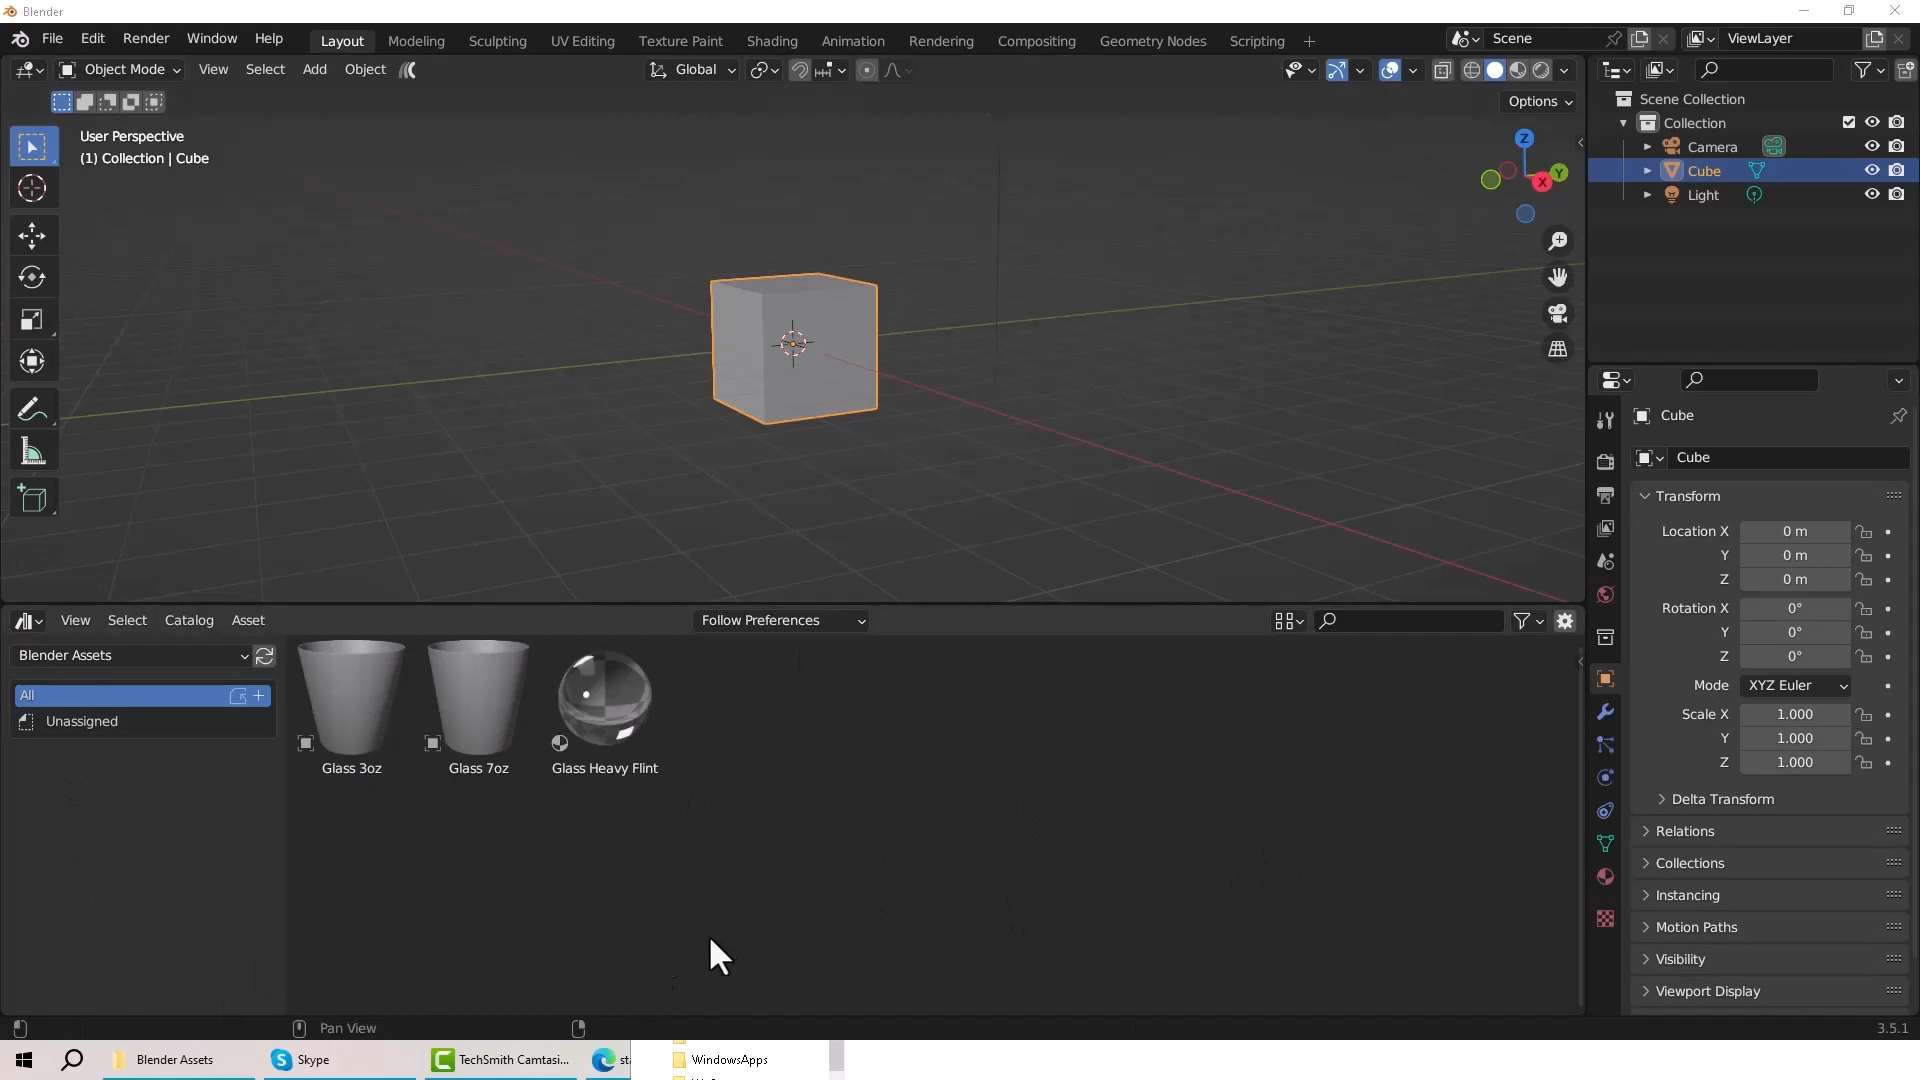 Blender
File Edit Render Window Help Layout Modeling Sculpting UV Editing Texture Paint Shading Animation Rendering Compositing Geometry Nodes Scripting + Scene ViewLayer
Object Mode View Select Add Object Global
Options
User Perspective
(1) Collection | Cube
Z
Y
X
Scene Collection
Collection
Camera
Cube
Light
Cube
Cube
Transform
Location X 0 m
Y 0 m
Z 0 m
Rotation X 0°
Y 0°
Z 0°
Mode XYZ Euler
Scale X 1.000
Y 1.000
Z 1.000
Delta Transform
Relations
Collections
Instancing
Motion Paths
Visibility
Viewport Display
View Select Catalog Asset Follow Preferences
Blender Assets
All
Unassigned
Glass 3oz Glass 7oz Glass Heavy Flint
Pan View 3.5.1
Blender Assets Skype TechSmith Camtasi... WindowsApps